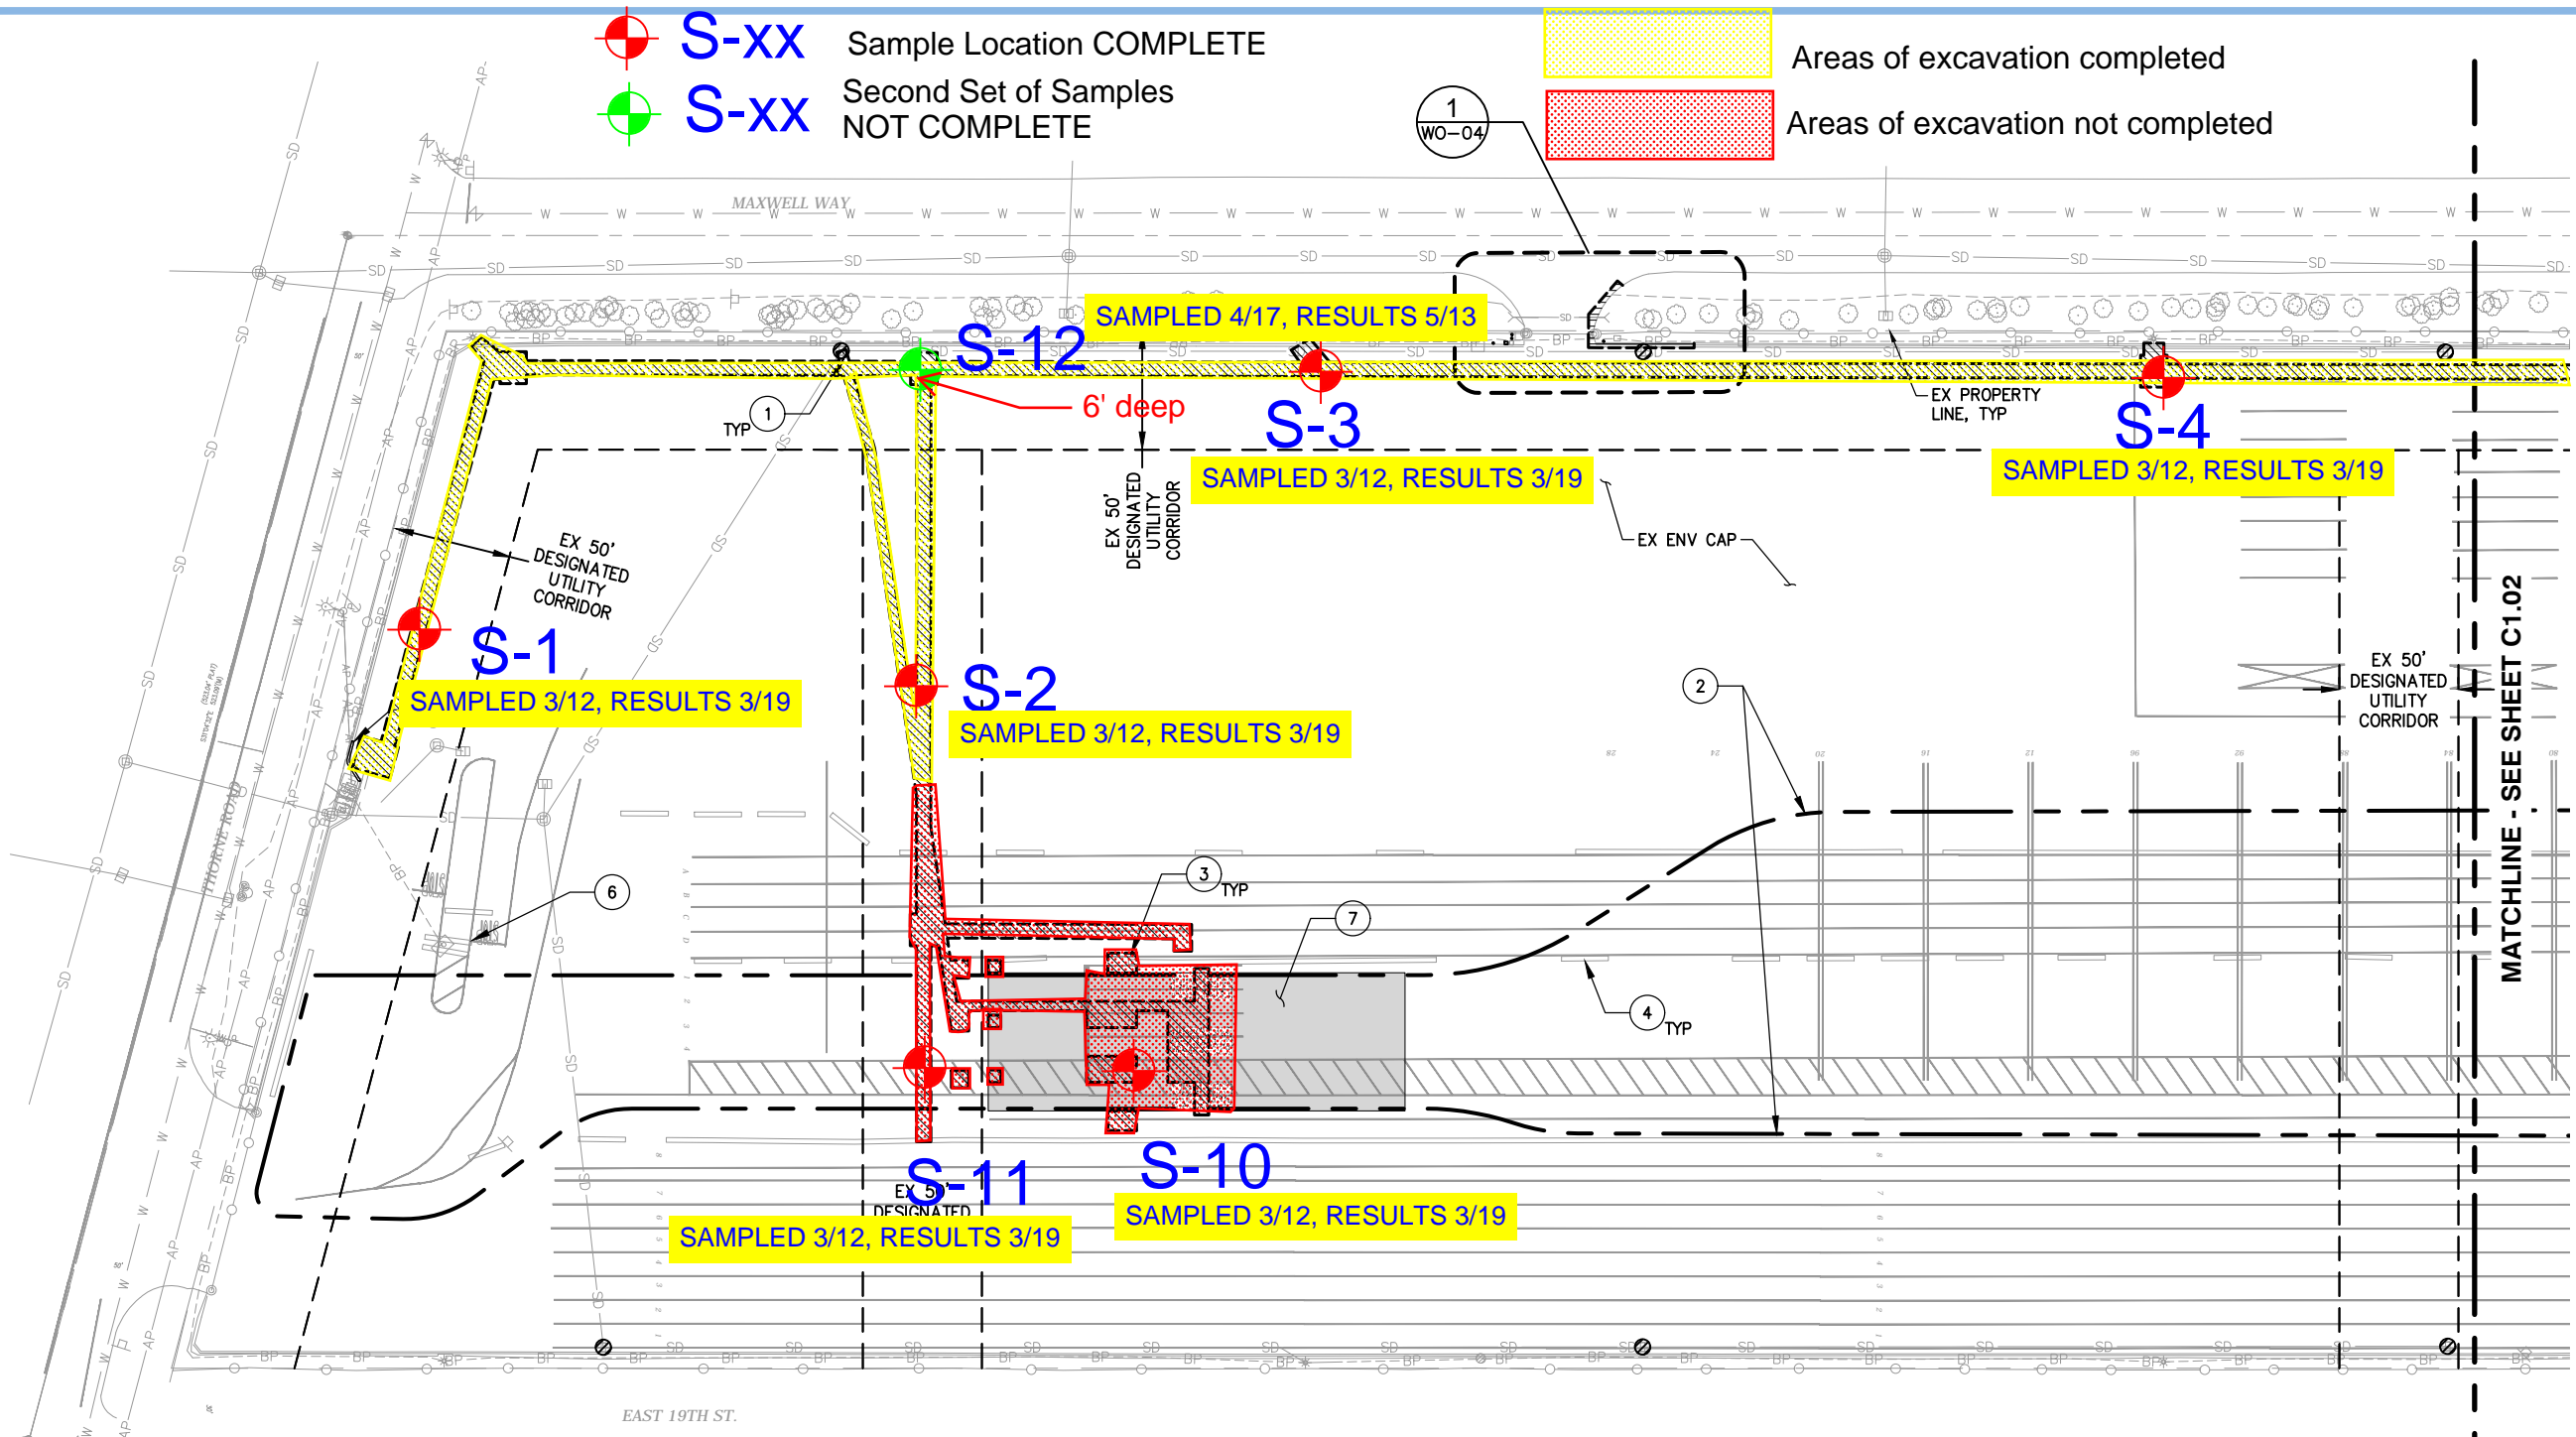 S-xx Sample Location COMPLETE
S-xx Second Set of Samples
NOT COMPLETE
Areas of excavation completed
Areas of excavation not completed
1
WO-04
MAXWELL WAY
SAMPLED 4/17, RESULTS 5/13
S-12
6' deep
1
TYP
S-3
SAMPLED 3/12, RESULTS 3/19
EX PROPERTY
LINE, TYP
S-4
SAMPLED 3/12, RESULTS 3/19
EX 50'
DESIGNATED
UTILITY
CORRIDOR
EX 50'
DESIGNATED
UTILITY
CORRIDOR
EX ENV CAP
S-1
SAMPLED 3/12, RESULTS 3/19
S-2
SAMPLED 3/12, RESULTS 3/19
2
EX 50'
DESIGNATED
UTILITY
CORRIDOR
MATCHLINE - SEE SHEET C1.02
THORNE ROAD
6
3
TYP
7
4
TYP
S-11
EX 50'
DESIGNATED
SAMPLED 3/12, RESULTS 3/19
S-10
SAMPLED 3/12, RESULTS 3/19
EAST 19TH ST.